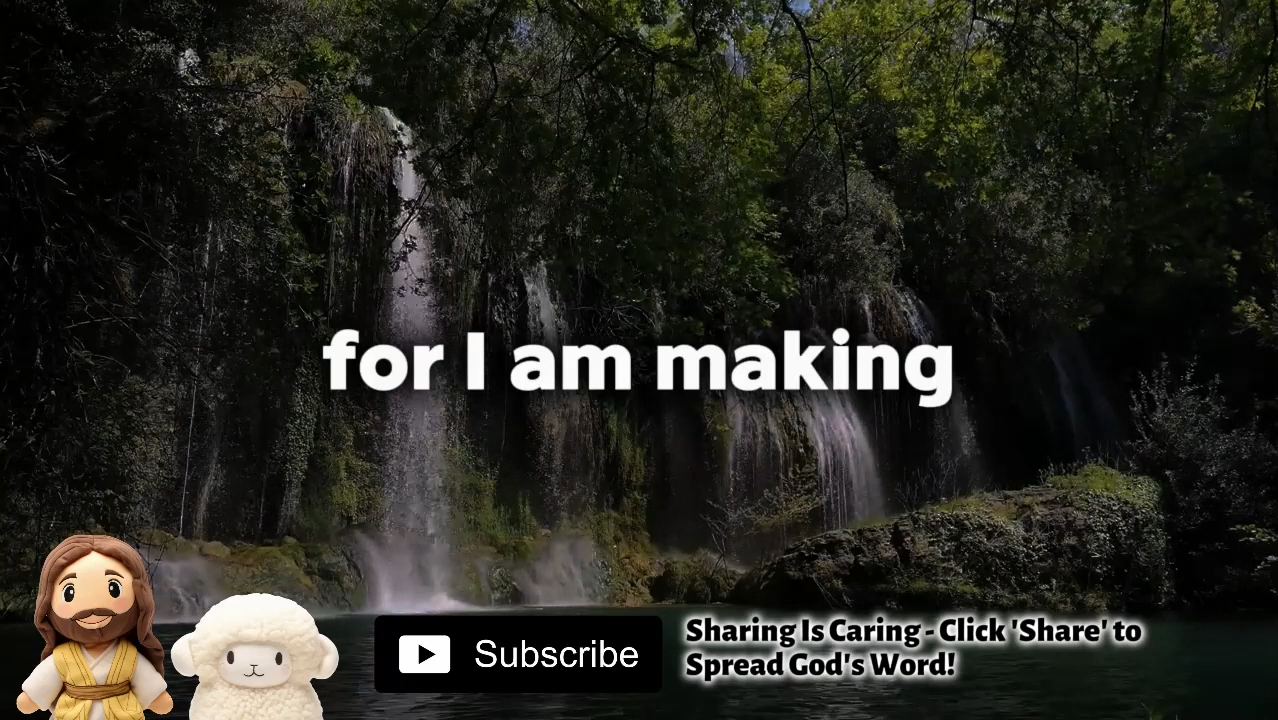 for I am making
Subscribe
Sharing Is Caring - Click 'Share' to
Spread God's Word!